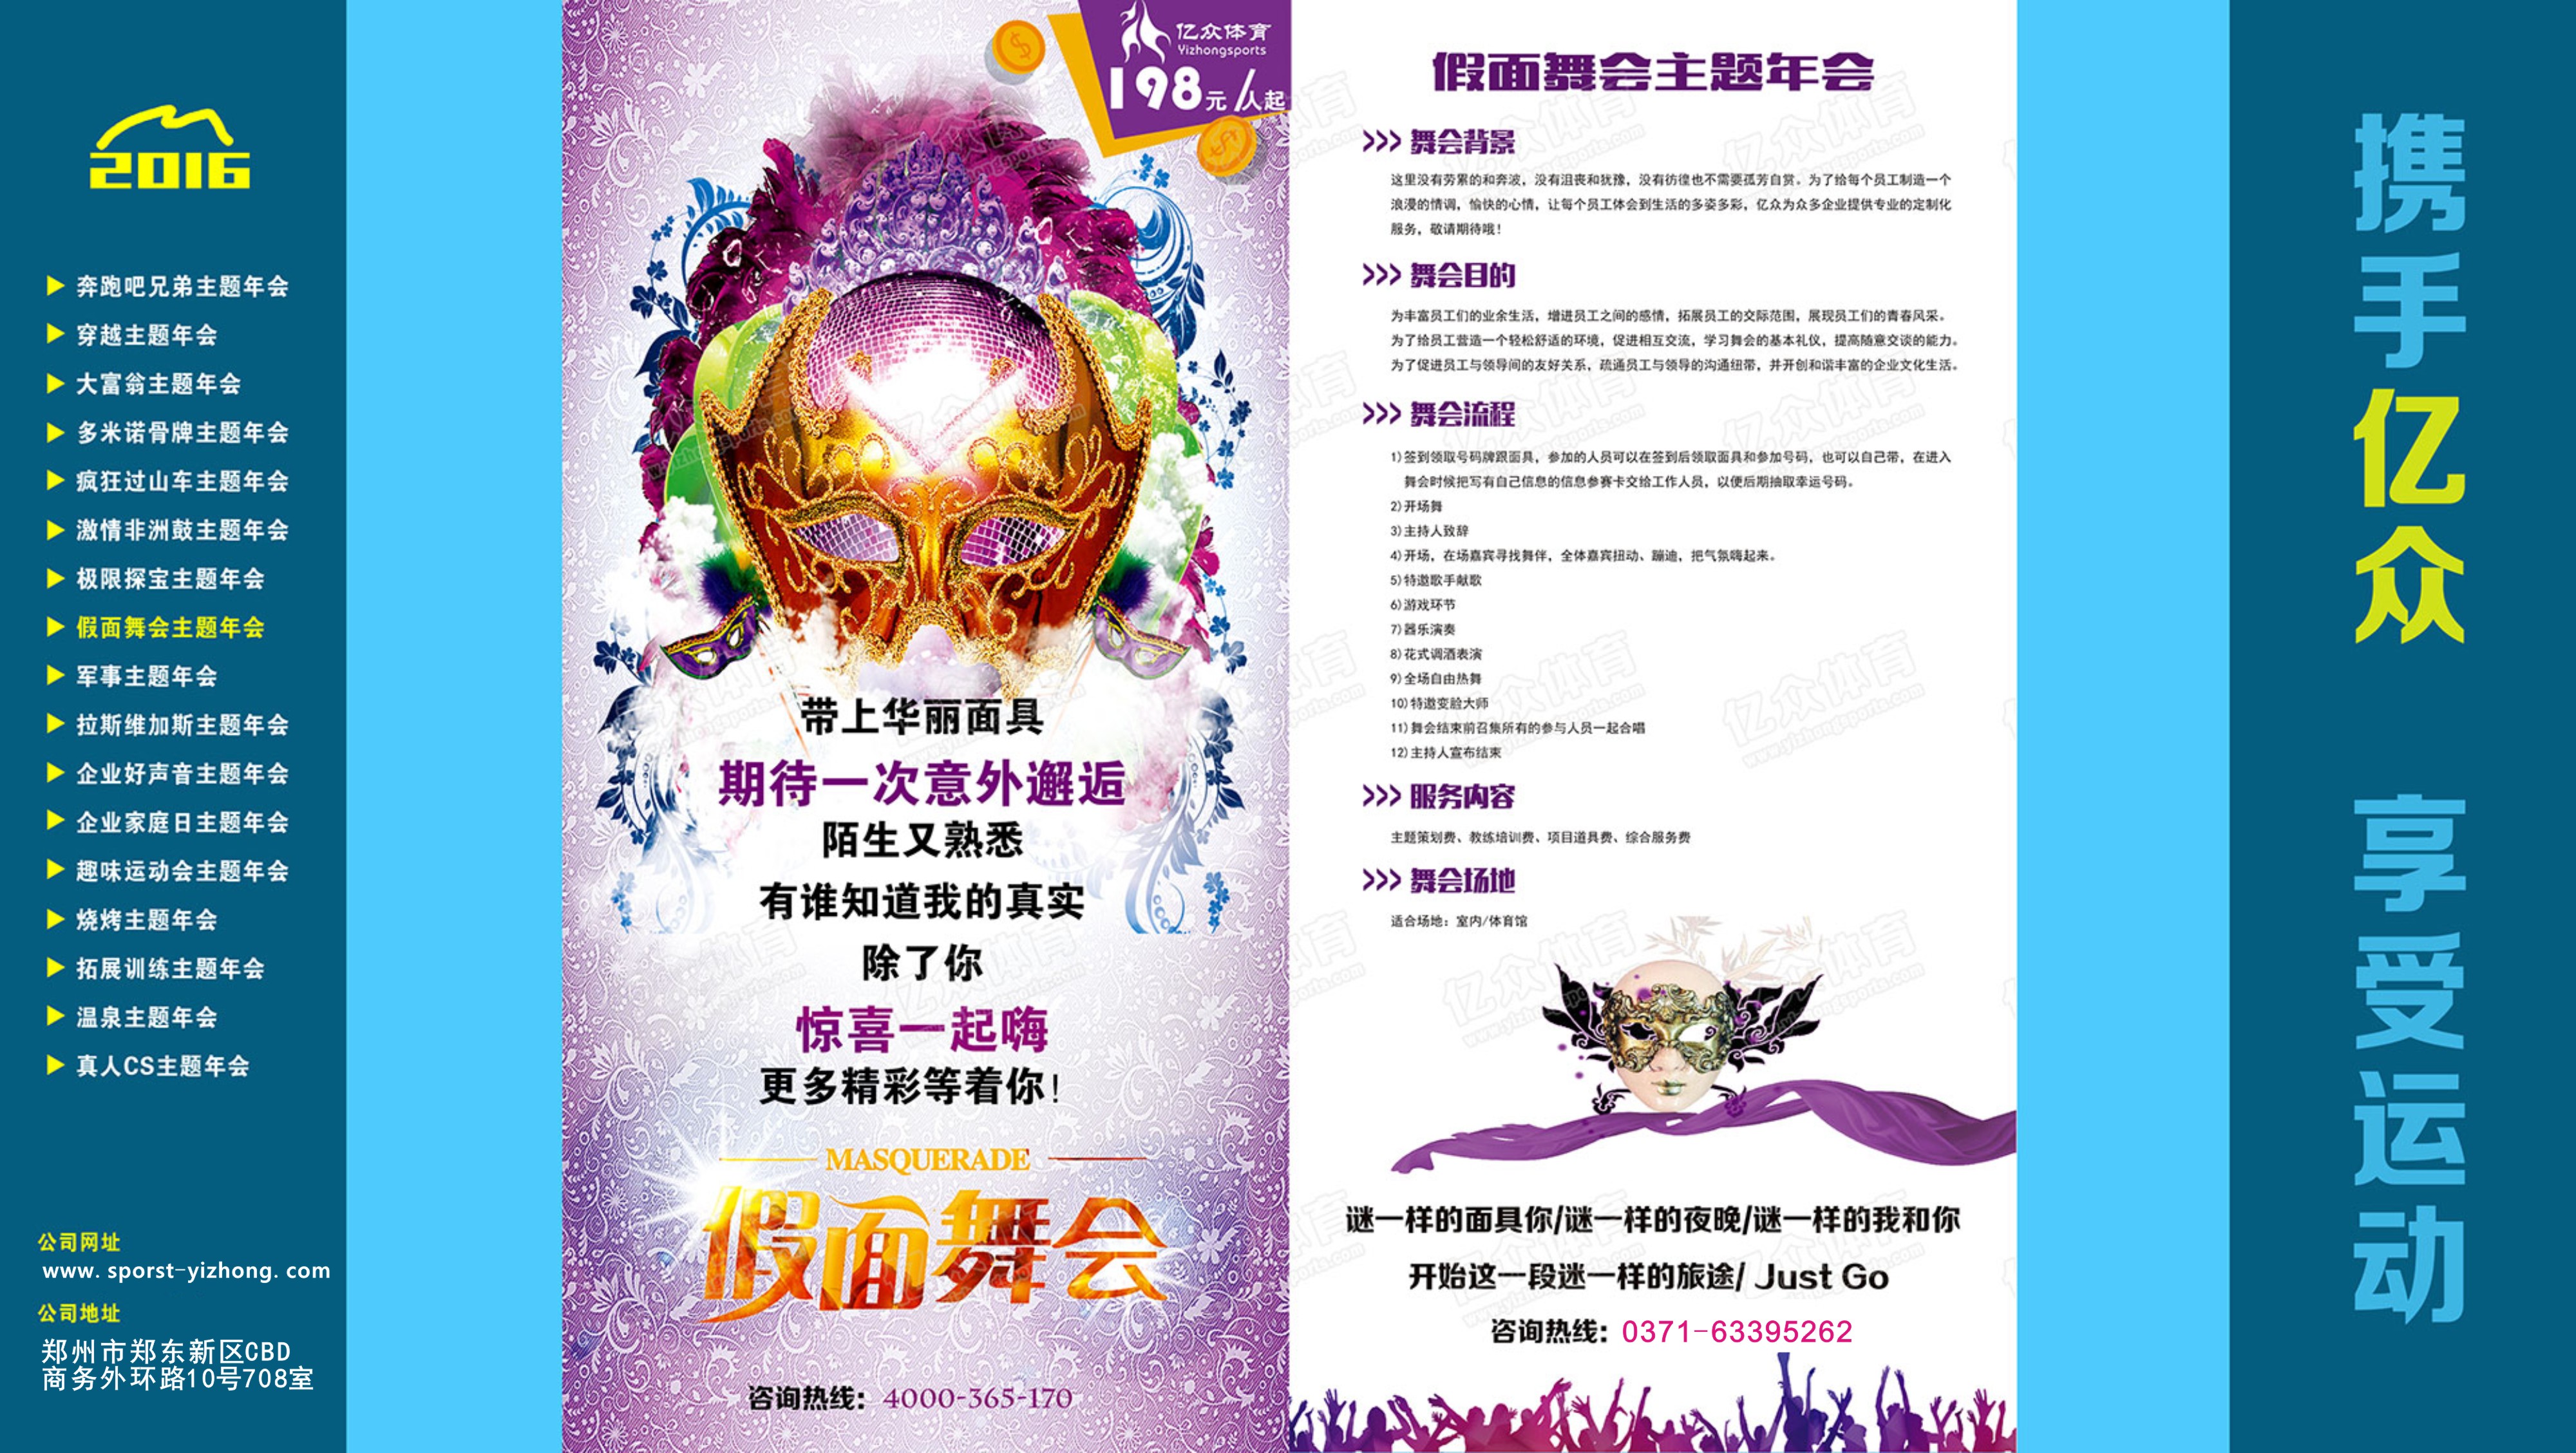 2016
奔跑吧兄弟主题年会
穿越主题年会
大富翁主题年会
多米诺骨牌主题年会
疯狂过山车主题年会
激情非洲鼓主题年会
极限探宝主题年会
假面舞会主题年会
军事主题年会
拉斯维加斯主题年会
企业好声音主题年会
企业家庭日主题年会
趣味运动会主题年会
烧烤主题年会
拓展训练主题年会
温泉主题年会
真人CS主题年会
公司网址
www.sporst-yizhong.com
公司地址
郑州市郑东新区CBD
商务外环路10号708室
亿众体育
Yizhongsports
198元/人起
带上华丽面具
期待一次意外邂逅
陌生又熟悉
有谁知道我的真实
除了你
惊喜一起嗨
更多精彩等着你!
MASQUERADE
假面舞会
咨询热线: 4000-365-170
假面舞会主题年会
>>> 舞会背景
这里没有劳累的和奔波，没有沮丧和犹豫，没有彷徨也不需要孤芳自赏。为了给每个员工制造一个
浪漫的情调，愉快的心情，让每个员工体会到生活的多姿多彩，亿众为众多企业提供专业的定制化
服务，敬请期待哦!
>>> 舞会目的
为丰富员工们的业余生活，增进员工之间的感情，拓展员工的交际范围，展现员工们的青春风采。
为了给员工营造一个轻松舒适的环境，促进相互交流，学习舞会的基本礼仪，提高随意交谈的能力。
为了促进员工与领导间的友好关系，疏通员工与领导的沟通纽带，并开创和谐丰富的企业文化生活。
>>> 舞会流程
1)签到领取号码牌跟面具，参加的人员可以在签到后领取面具和参加号码，也可以自己带，在进入
舞会时候把写有自己信息的信息参赛卡交给工作人员，以便后期抽取幸运号码。
2)开场舞
3)主持人致辞
4)开场，在场嘉宾寻找舞伴，全体嘉宾扭动、蹦迪，把气氛嗨起来。
5)特邀歌手献歌
6)游戏环节
7)器乐演奏
8)花式调酒表演
9)全场自由热舞
10)特邀变脸大师
11)舞会结束前召集所有的参与人员一起合唱
12)主持人宣布结束
>>> 服务内容
主题策划费、教练培训费、项目道具费、综合服务费
>>> 舞会场地
适合场地：室内/体育馆
谜一样的面具你/谜一样的夜晚/谜一样的我和你
开始这一段迷一样的旅途/ Just Go
咨询热线: 0371-63395262
携手亿众 享受运动
亿众体育
www.yizhongsports.com